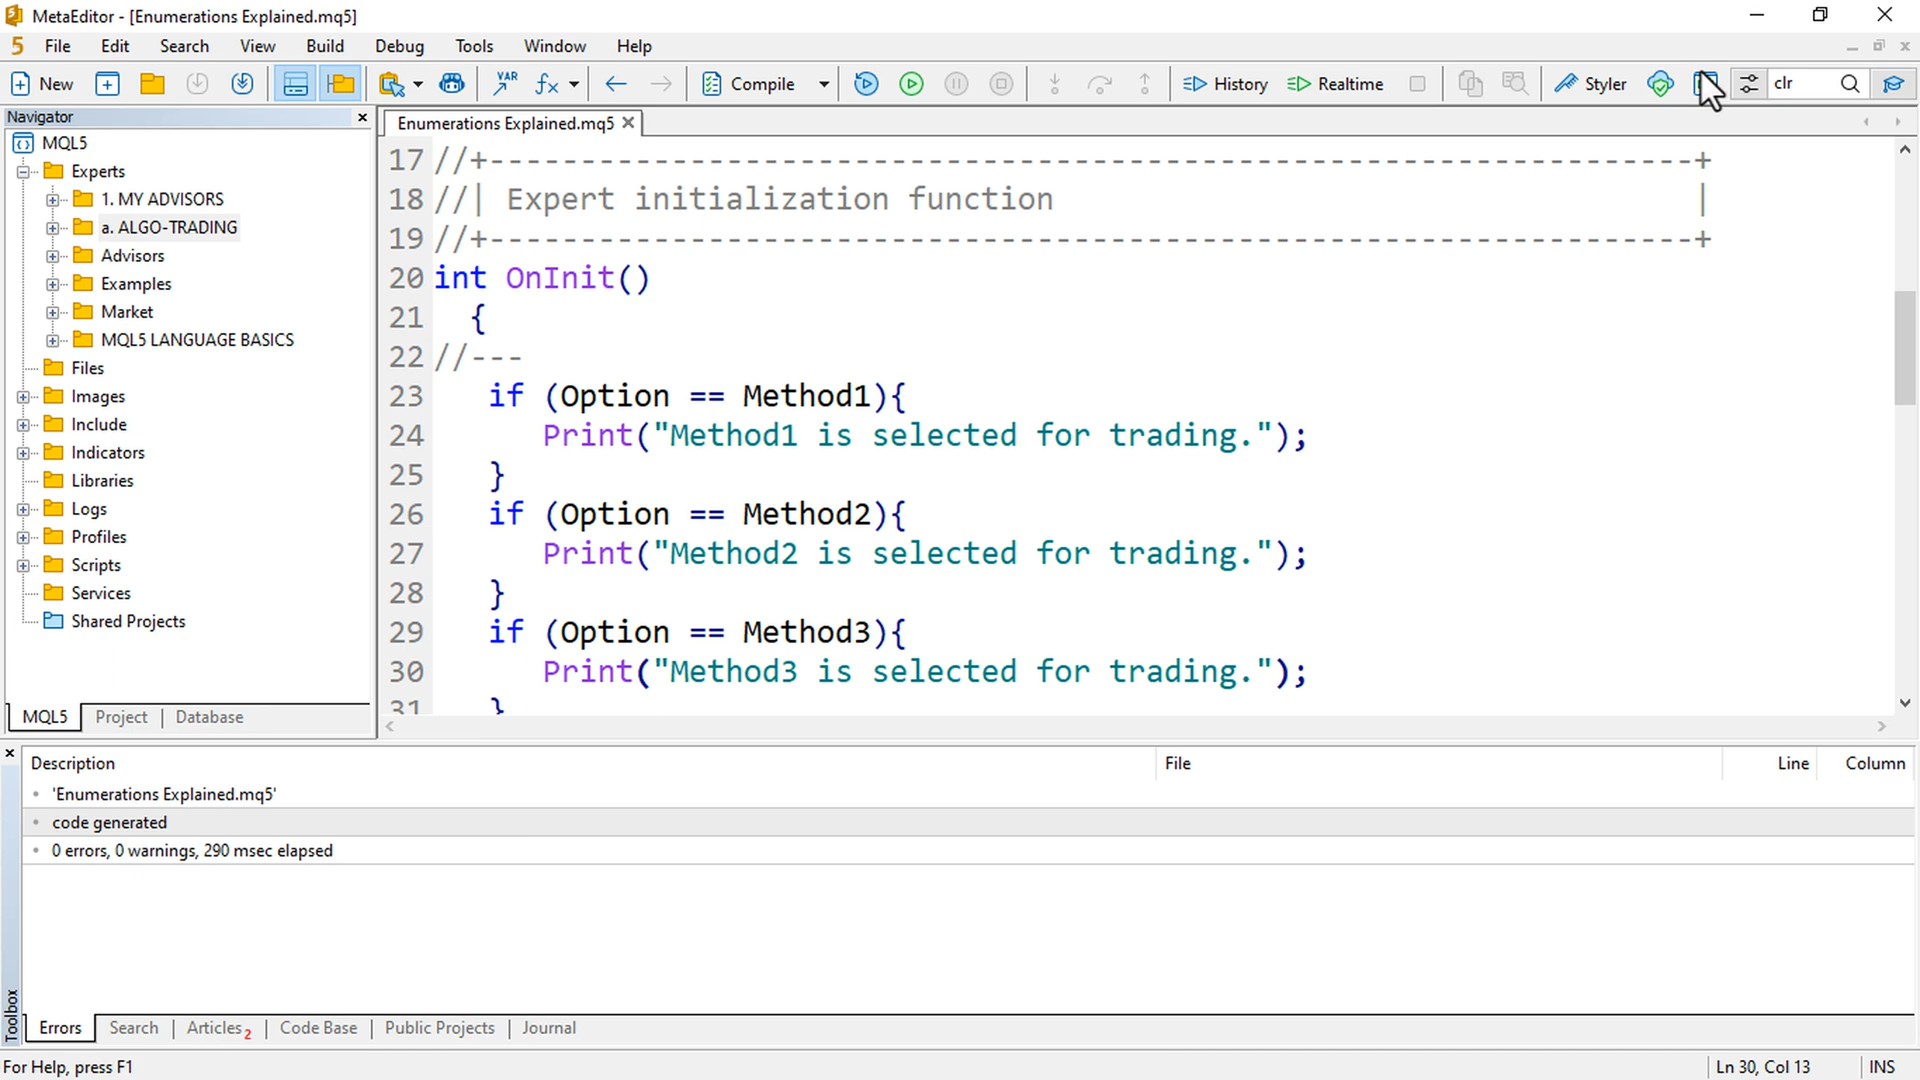 MetaEditor - [Enumerations Explained.mq5]
5 File Edit Search View Build Debug Tools Window Help
New VAR fx Compile History Realtime Styler clr
Navigator
Enumerations Explained.mq5
MQL5
Experts
1. MY ADVISORS
a. ALGO-TRADING
Advisors
Examples
Market
MQL5 LANGUAGE BASICS
Files
Images
Include
Indicators
Libraries
Logs
Profiles
Scripts
Services
Shared Projects
MQL5 Project Database
17 //+------------------------------------------------------------------+
18 //| Expert initialization function |
19 //+------------------------------------------------------------------+
20 int OnInit()
21 {
22 //---
23 if (Option == Method1){
24 Print("Method1 is selected for trading.");
25 }
26 if (Option == Method2){
27 Print("Method2 is selected for trading.");
28 }
29 if (Option == Method3){
30 Print("Method3 is selected for trading.");
31 }
Description File Line Column
'Enumerations Explained.mq5'
code generated
0 errors, 0 warnings, 290 msec elapsed
Toolbox
Errors Search Articles 2 Code Base Public Projects Journal
For Help, press F1 Ln 30, Col 13 INS